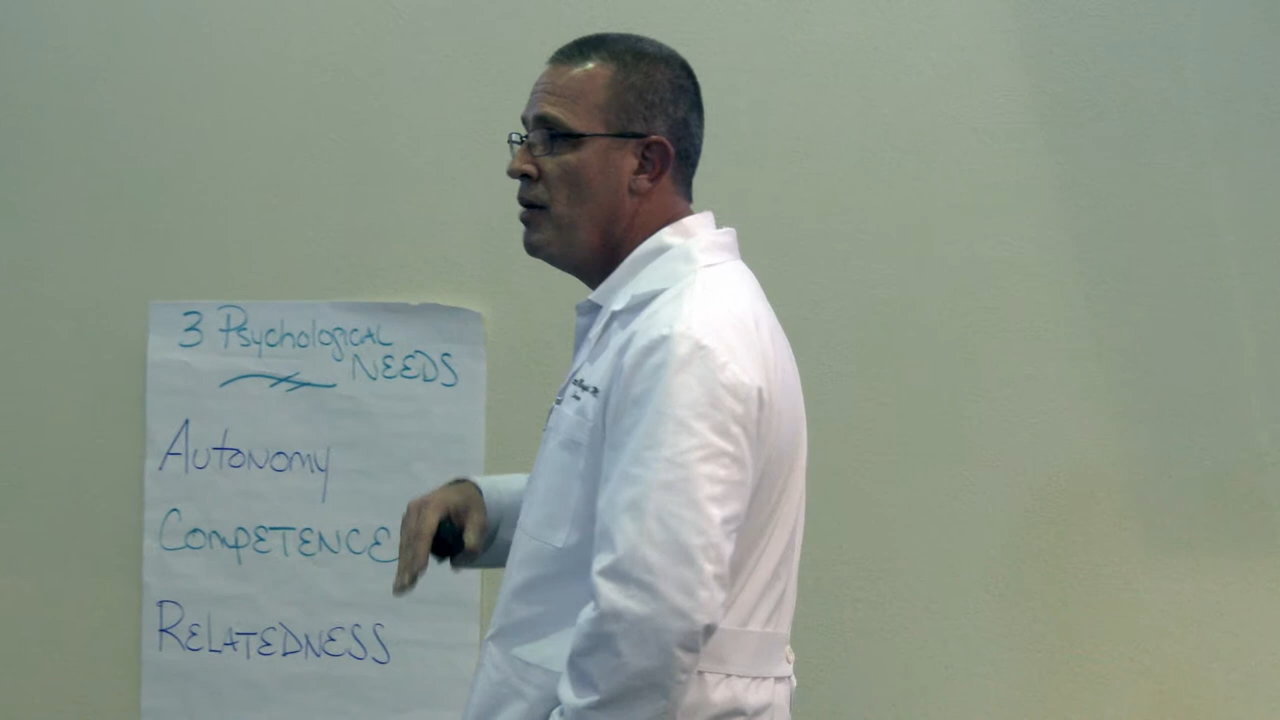 3 Psychological
NEEDS
Autonomy
Competence
Relatedness